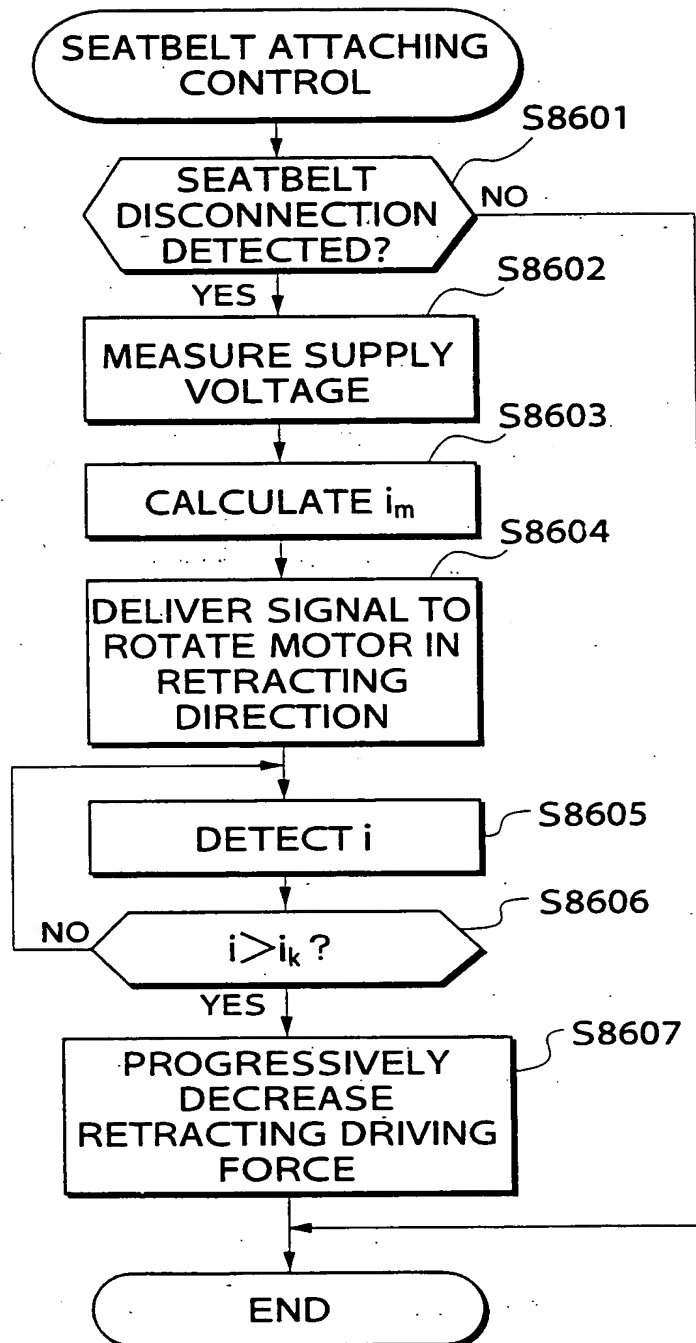 SEATBELT ATTACHING
CONTROL
S8601
SEATBELT
DISCONNECTION
DETECTED?
NO
YES
S8602
MEASURE SUPPLY
VOLTAGE
S8603
CALCULATE im
S8604
DELIVER SIGNAL TO
ROTATE MOTOR IN
RETRACTING
DIRECTION
DETECT i
S8605
S8606
i>ik ?
NO
YES
S8607
PROGRESSIVELY
DECREASE
RETRACTING DRIVING
FORCE
END